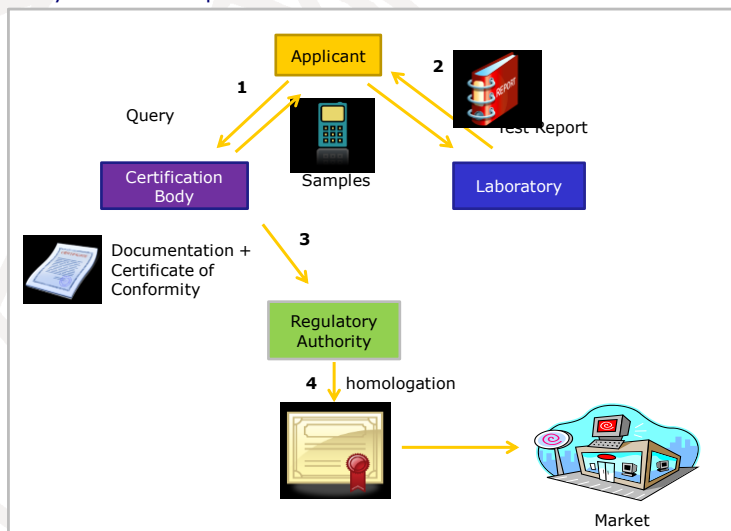 Applicant
2
1
REPORT
Query
Test Report
Certification
Body
Samples
Laboratory
3
Documentation +
Certificate of
Conformity
Regulatory
Authority
4 homologation
Market